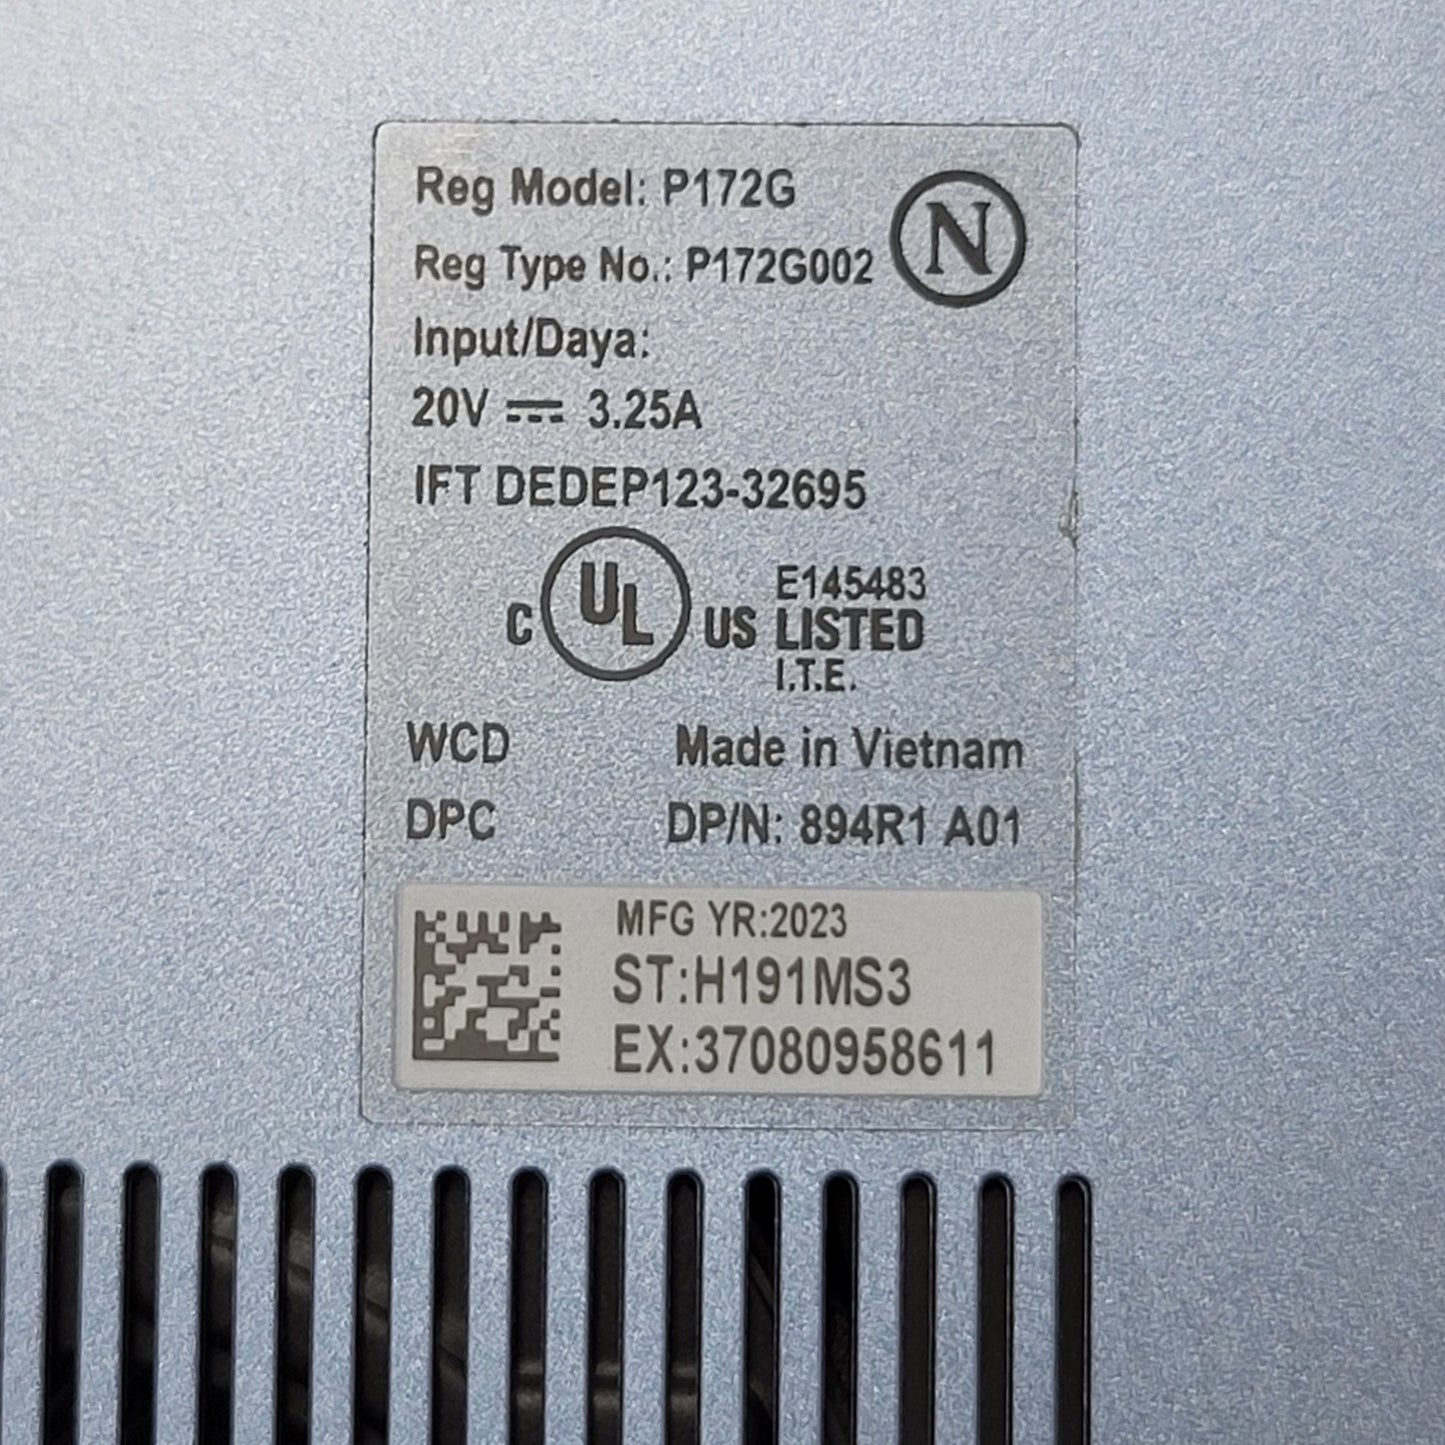 Reg Model: P172G
N
Reg Type No.: P172G002
Input/Daya:
20V ⎓ 3.25A
IFT DEDEP123-32695
C UL US LISTED
E145483
I.T.E.
WCD Made in Vietnam
DPC DP/N: 894R1 A01
MFG YR:2023
ST:H191MS3
EX:37080958611